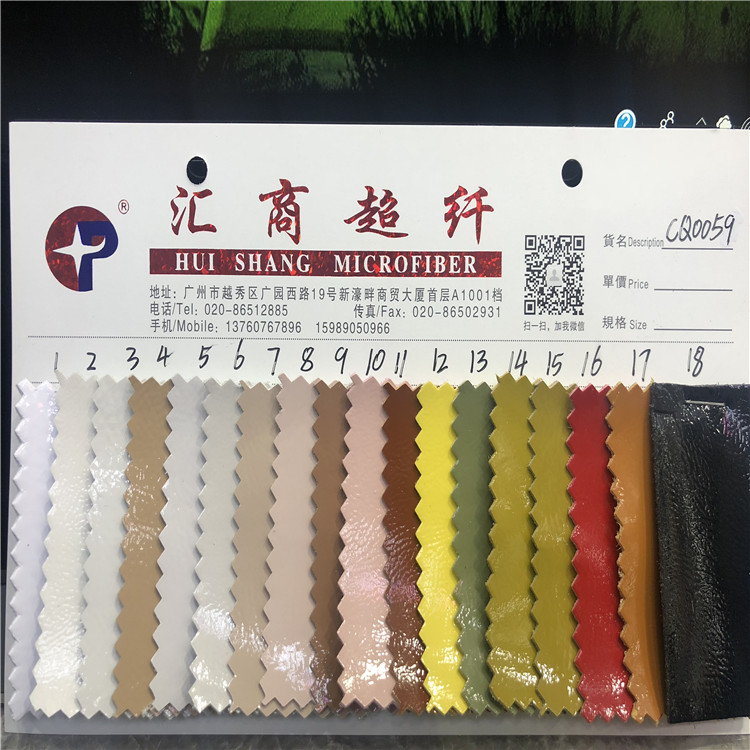 ®
汇商超纤
HUI SHANG MICROFIBER
地址: 广州市越秀区广园西路19号新濠畔商贸大厦首层A1001档
电话/Tel: 020-86512885 传真/Fax: 020-86502931
手机/Mobile: 13760767896 15989050966
扫一扫, 加我微信
貨名Description CQ0059
單價Price
規格 Size
1 2 3 4 5 6 7 8 9 10 11 12 13 14 15 16 17 18